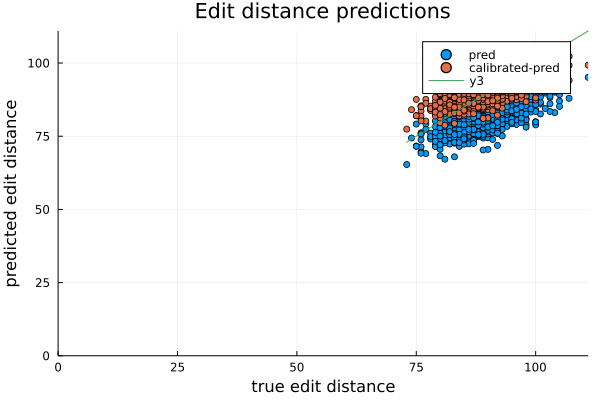 Edit distance predictions
pred
calibrated-pred
y3
predicted edit distance
100
75
50
25
0
0 25 50 75 100
true edit distance